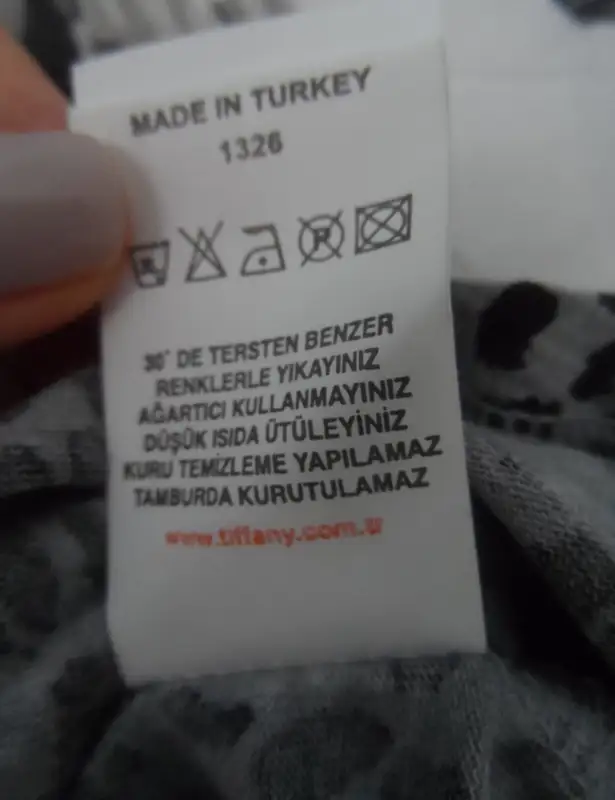 MADE IN TURKEY
1326
30° DE TERSTEN BENZER
RENKLERLE YIKAYINIZ
AĞARTICI KULLANMAYINIZ
DÜŞÜK ISIDA ÜTÜLEYİNİZ
KURU TEMİZLEME YAPILAMAZ
TAMBURDA KURUTULAMAZ
www.tiffany.com.tr